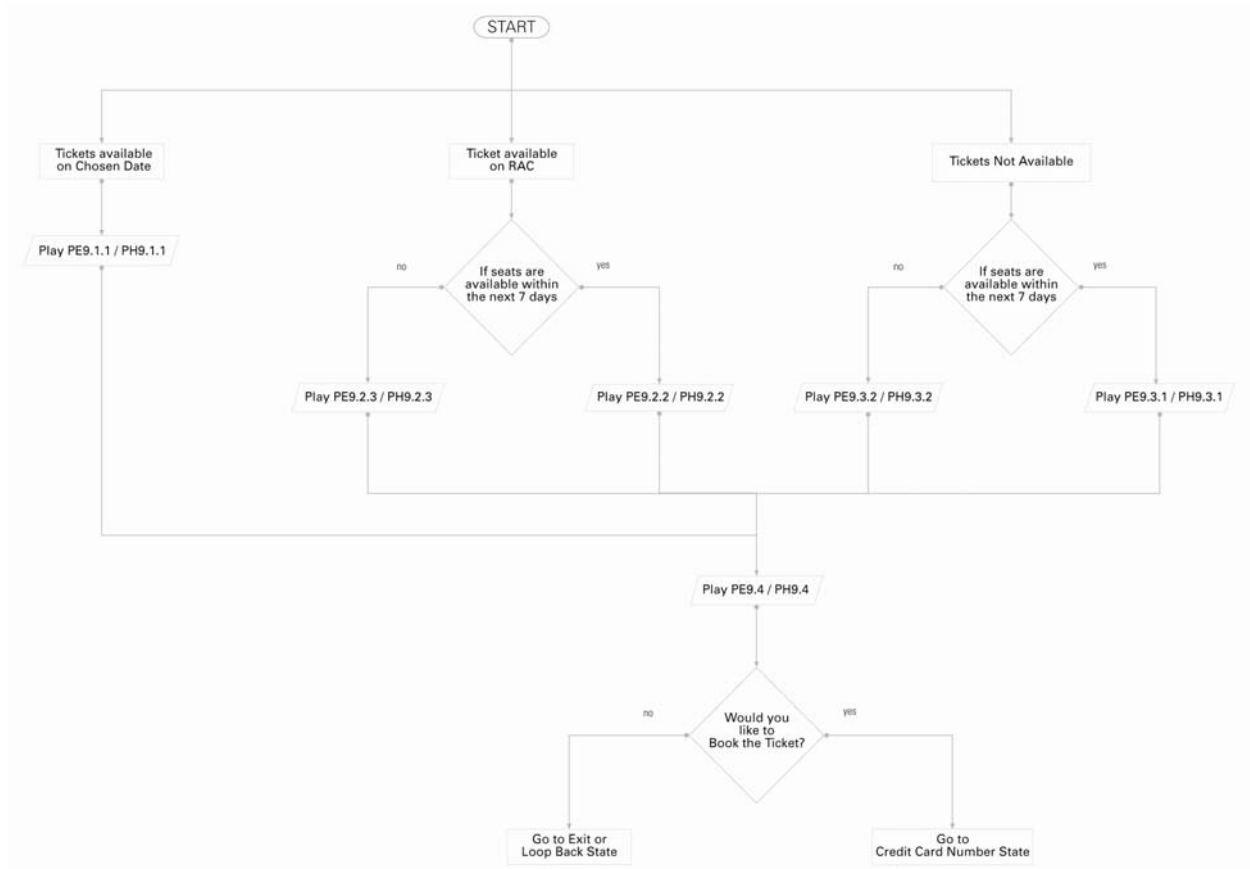 START
Tickets available
on Chosen Date
Ticket available
on RAC
Tickets Not Available
Play PE9.1.1 / PH9.1.1
no
If seats are
available within
the next 7 days
yes
no
If seats are
available within
the next 7 days
yes
Play PE9.2.3 / PH9.2.3
Play PE9.2.2 / PH9.2.2
Play PE9.3.2 / PH9.3.2
Play PE9.3.1 / PH9.3.1
Play PE9.4 / PH9.4
no
Would you
like to
Book the Ticket?
yes
Go to Exit or
Loop Back State
Go to
Credit Card Number State